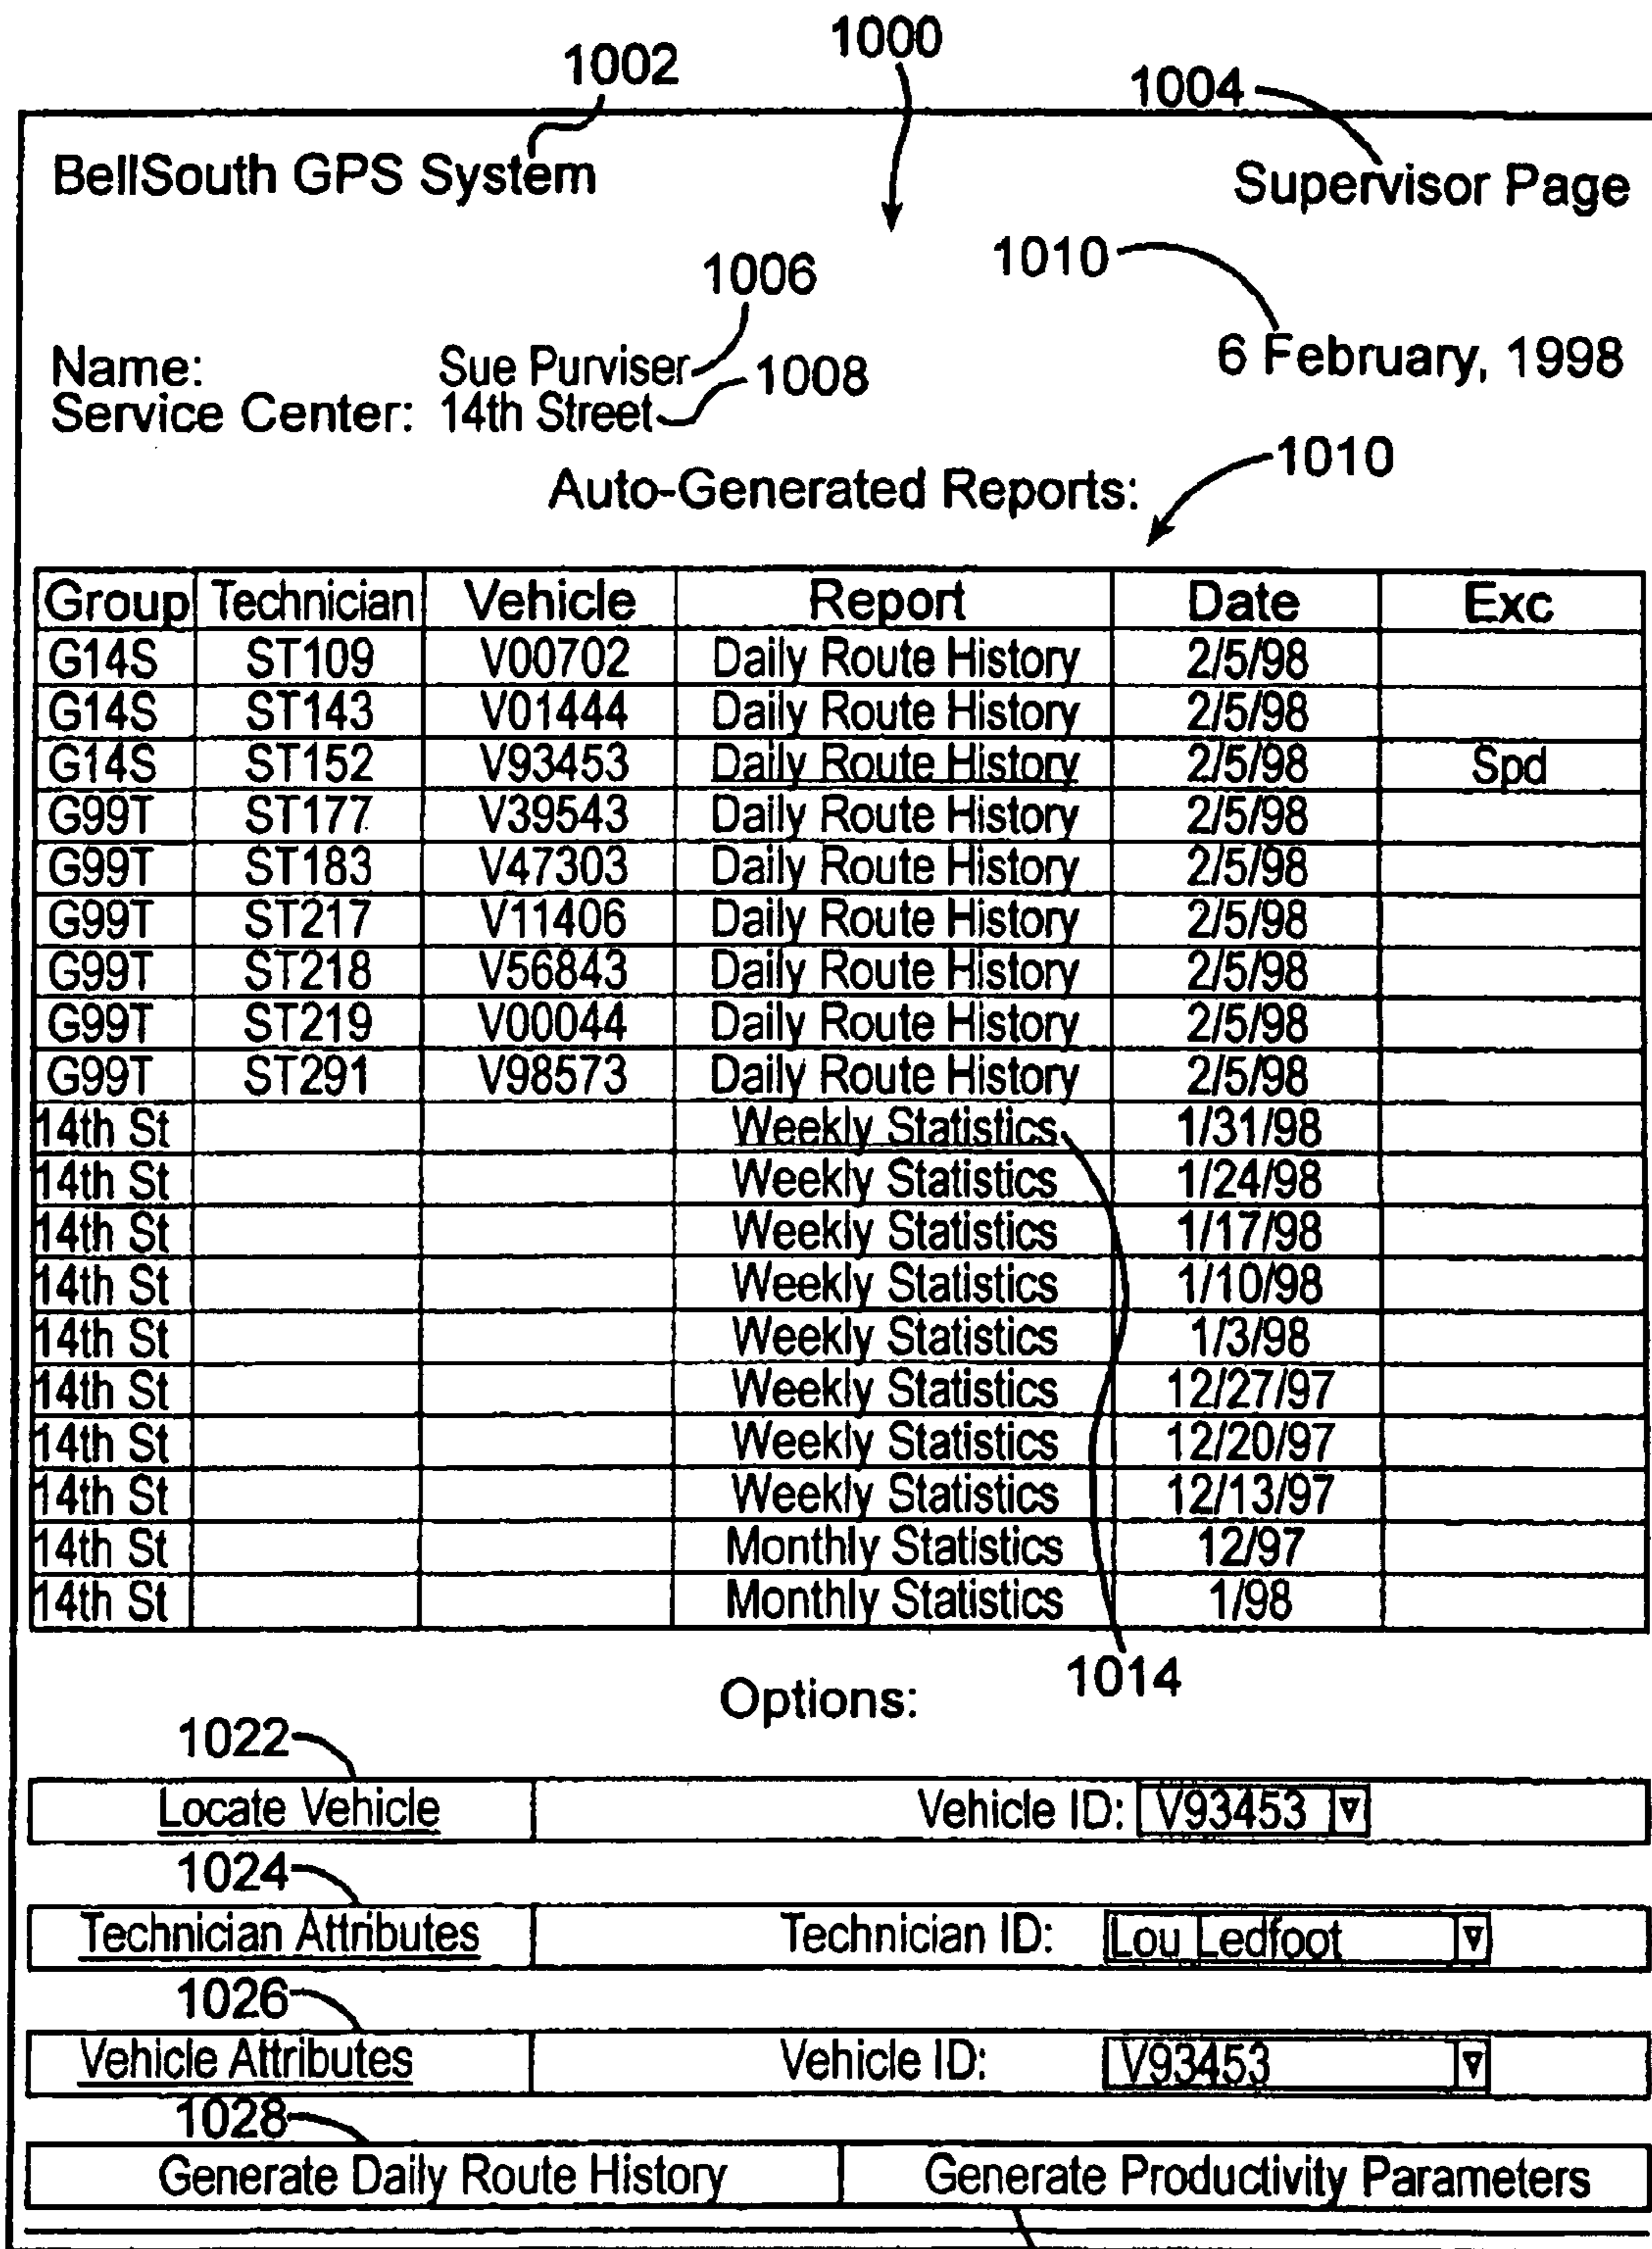 1000
1002
1004
BellSouth GPS System
Supervisor Page
1006
1010
Name: Sue Purviser
6 February, 1998
1008
Service Center: 14th Street
1010
Auto-Generated Reports:
Group Technician Vehicle Report Date Exc
G14S ST109 V00702 Daily Route History 2/5/98
G14S ST143 V01444 Daily Route History 2/5/98
G14S ST152 V93453 Daily Route History 2/5/98 Spd
G99T ST177 V39543 Daily Route History 2/5/98
G99T ST183 V47303 Daily Route History 2/5/98
G99T ST217 V11406 Daily Route History 2/5/98
G99T ST218 V56843 Daily Route History 2/5/98
G99T ST219 V00044 Daily Route History 2/5/98
G99T ST291 V98573 Daily Route History 2/5/98
14th St Weekly Statistics 1/31/98
14th St Weekly Statistics 1/24/98
14th St Weekly Statistics 1/17/98
14th St Weekly Statistics 1/10/98
14th St Weekly Statistics 1/3/98
14th St Weekly Statistics 12/27/97
14th St Weekly Statistics 12/20/97
14th St Weekly Statistics 12/13/97
14th St Monthly Statistics 12/97
14th St Monthly Statistics 1/98
1014
Options:
1022
Locate Vehicle Vehicle ID: V93453
1024
Technician Attributes Technician ID: Lou Ledfoot
1026
Vehicle Attributes Vehicle ID: V93453
1028
Generate Daily Route History Generate Productivity Parameters